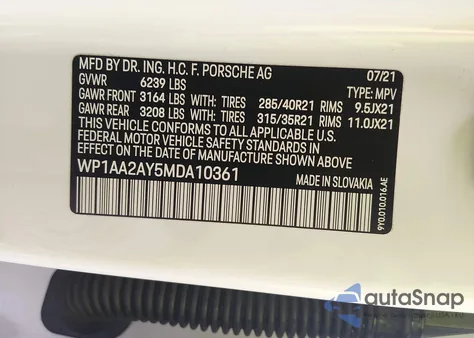 MFD BY DR. ING. H.C. F. PORSCHE AG 07/21
GVWR 6239 LBS TYPE: MPV
GAWR FRONT 3164 LBS WITH: TIRES 285/40R21 RIMS 9.5JX21
GAWR REAR 3208 LBS WITH: TIRES 315/35R21 RIMS 11.0JX21
THIS VEHICLE CONFORMS TO ALL APPLICABLE U.S.
FEDERAL MOTOR VEHICLE SAFETY STANDARDS IN
EFFECT ON THE DATE OF MANUFACTURE SHOWN ABOVE.
WP1AA2AY5MDA10361 MADE IN SLOVAKIA
9Y0.010.016.AE
autaSnap